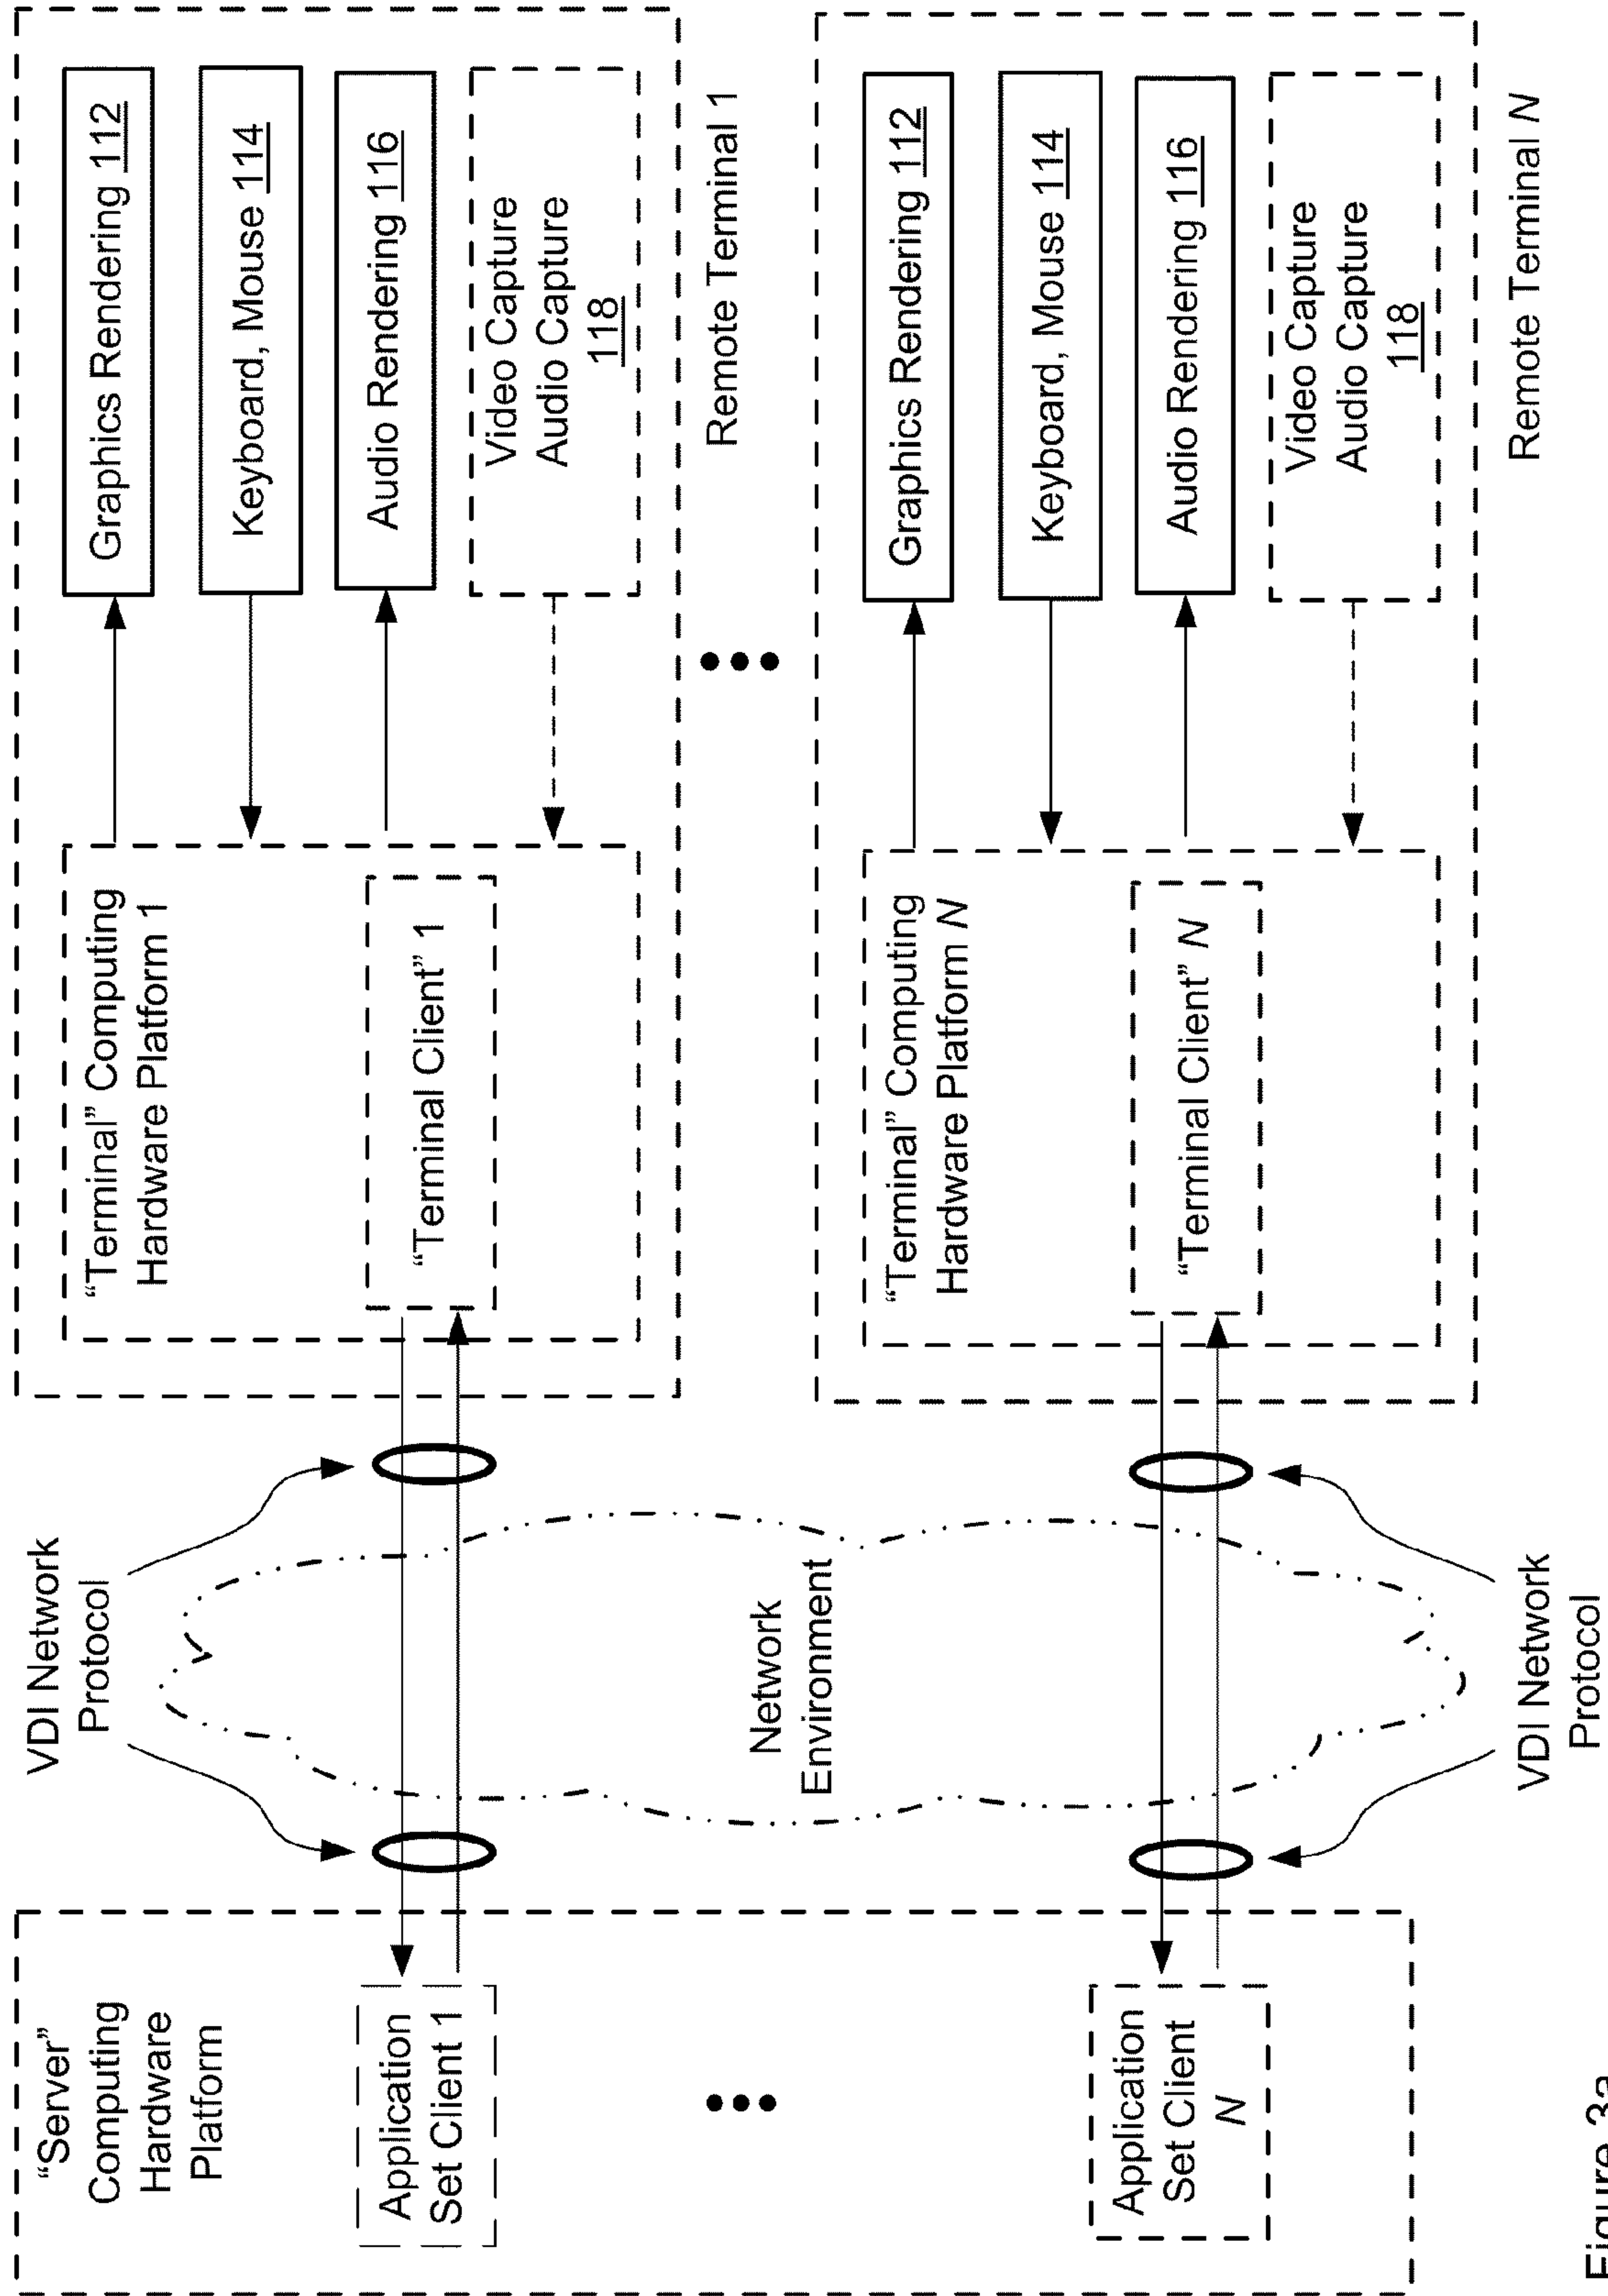 “Server”
Computing
Hardware
Platform
Application
Set Client 1
Application
Set Client
N
VDI Network
Protocol
Network
Environment
VDI Network
Protocol
“Terminal” Computing
Hardware Platform 1
“Terminal Client” 1
Graphics Rendering 112
Keyboard, Mouse 114
Audio Rendering 116
Video Capture
Audio Capture
118
Remote Terminal 1
“Terminal” Computing
Hardware Platform N
“Terminal Client” N
Graphics Rendering 112
Keyboard, Mouse 114
Audio Rendering 116
Video Capture
Audio Capture
118
Remote Terminal N
Figure 3a